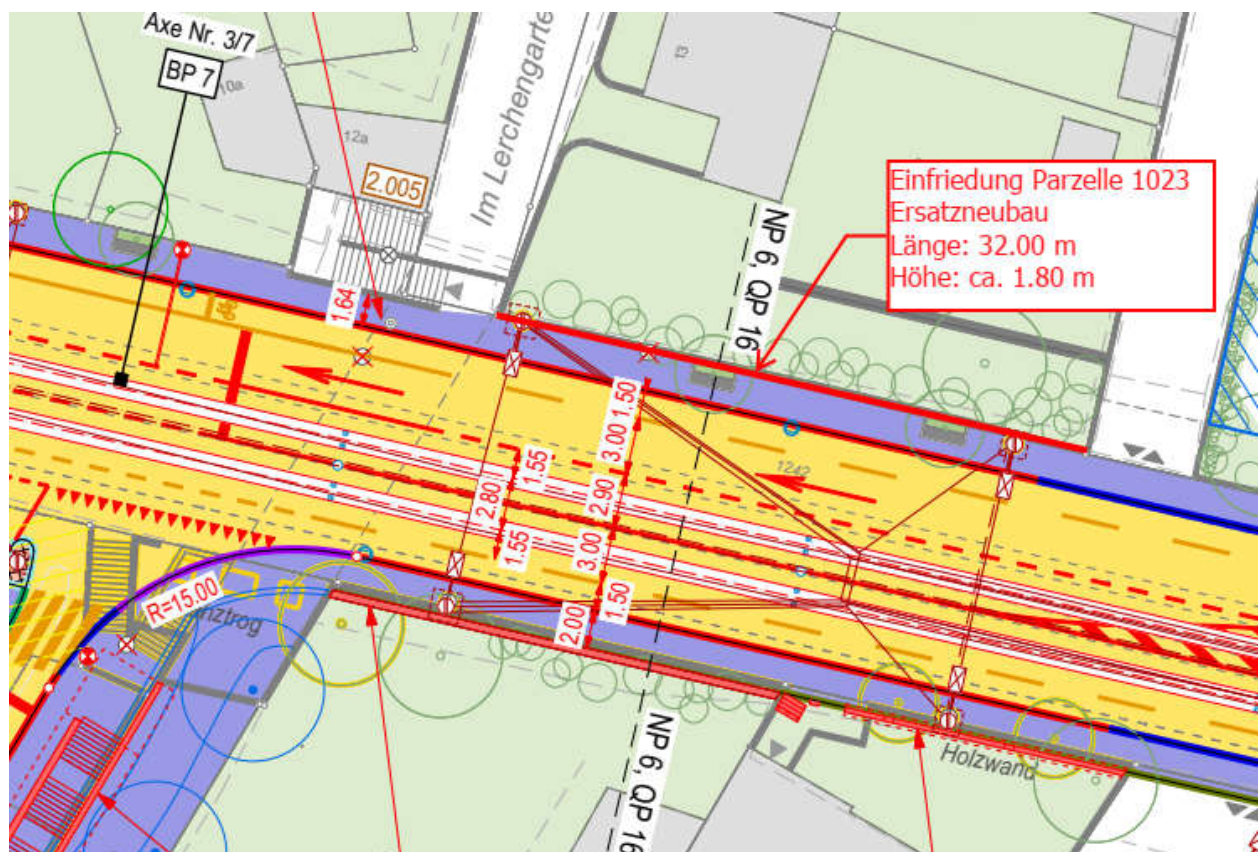 Axe Nr. 3/7
BP 7
10a
12a
13
2.005
Im Lerchengarte
Einfriedung Parzelle 1023
Ersatzneubau
Länge: 32.00 m
Höhe: ca. 1.80 m
NP 6, QP 16
1.64
1.50
3.00
1242
1.55
2.80
2.90
1.55
3.00
1.50
2.00
R=15.00
nztrog
NP 6, QP 16
Holzwand